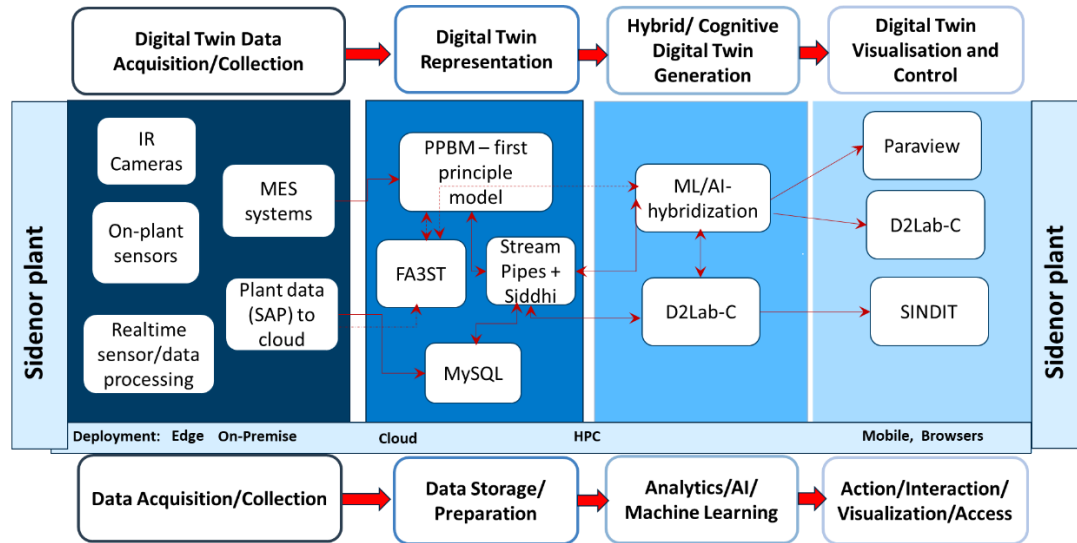 Digital Twin Data
Acquisition/Collection
Digital Twin
Representation
Hybrid/ Cognitive
Digital Twin
Generation
Digital Twin
Visualisation and
Control
Sidenor plant
IR
Cameras
On-plant
sensors
Realtime
sensor/data
processing
MES
systems
Plant data
(SAP) to
cloud
PPBM – first
principle
model
FA3ST
Stream
Pipes +
Siddhi
MySQL
ML/AI-
hybridization
D2Lab-C
Paraview
D2Lab-C
SINDIT
Sidenor plant
Deployment: Edge On-Premise Cloud HPC Mobile, Browsers
Data Acquisition/Collection
Data Storage/
Preparation
Analytics/AI/
Machine Learning
Action/Interaction/
Visualization/Access